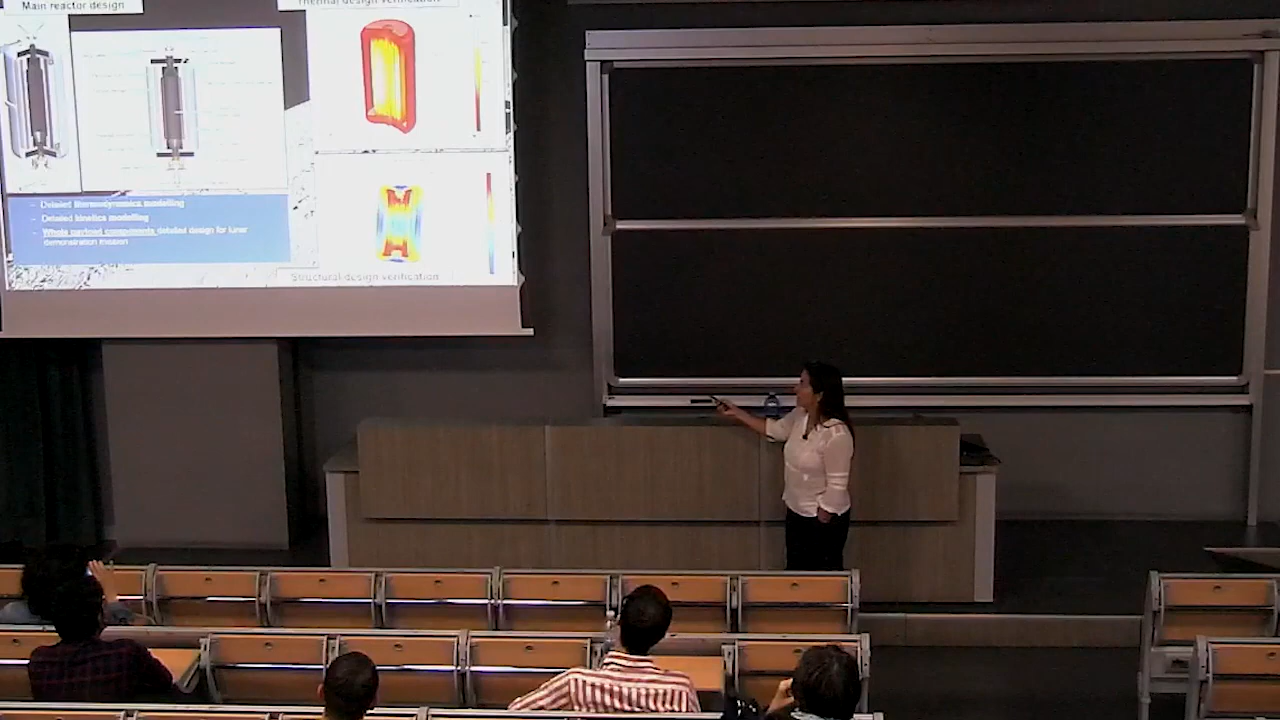 Main reactor design
Thermal design verification
– Detailed thermodynamics modelling
– Detailed kinetics modelling
– Whole payload components detailed design for lunar
demonstration mission
Structural design verification